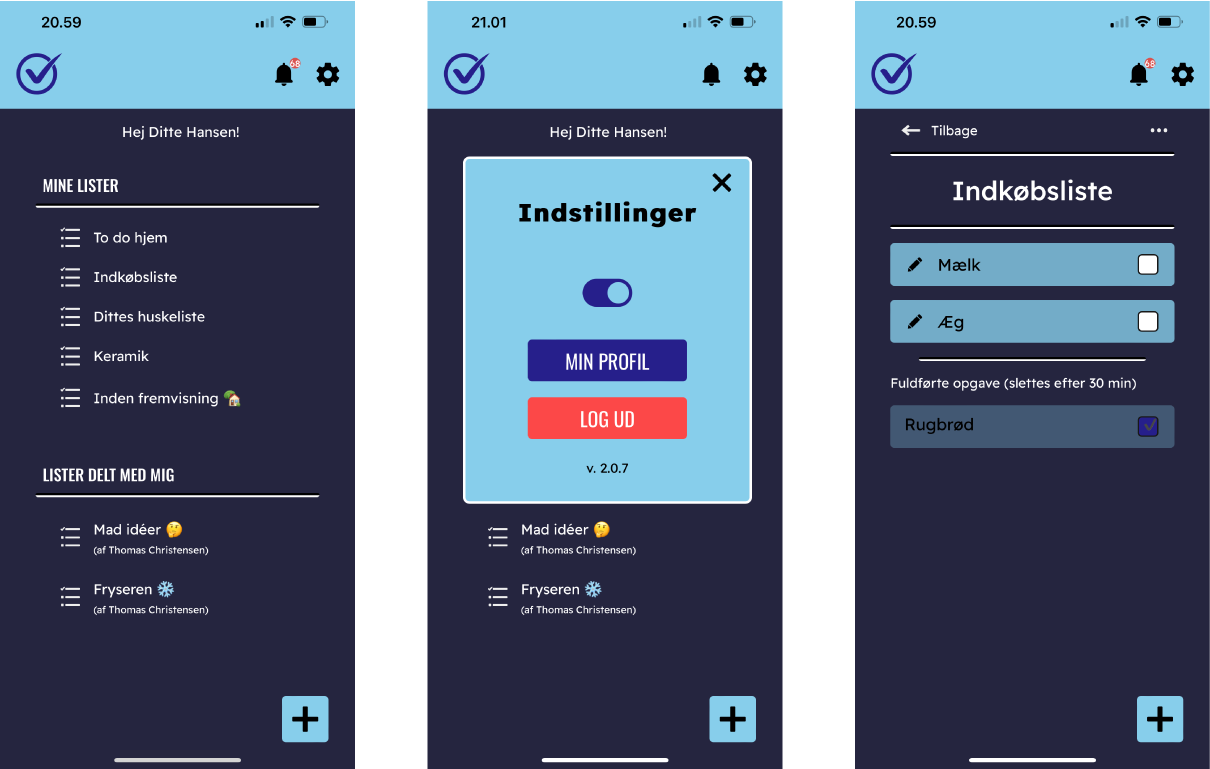 20.59
68
Hej Ditte Hansen!
MINE LISTER
To do hjem
Indkøbsliste
Dittes huskeliste
Keramik
Inden fremvisning 🏡
LISTER DELT MED MIG
Mad idéer 🤔
(af Thomas Christensen)
Fryseren ❄️
(af Thomas Christensen)
21.01
Hej Ditte Hansen!
Indstillinger
MIN PROFIL
LOG UD
v. 2.0.7
Mad idéer 🤔
(af Thomas Christensen)
Fryseren ❄️
(af Thomas Christensen)
20.59
68
Tilbage
Indkøbsliste
Mælk
Æg
Fuldførte opgave (slettes efter 30 min)
Rugbrød